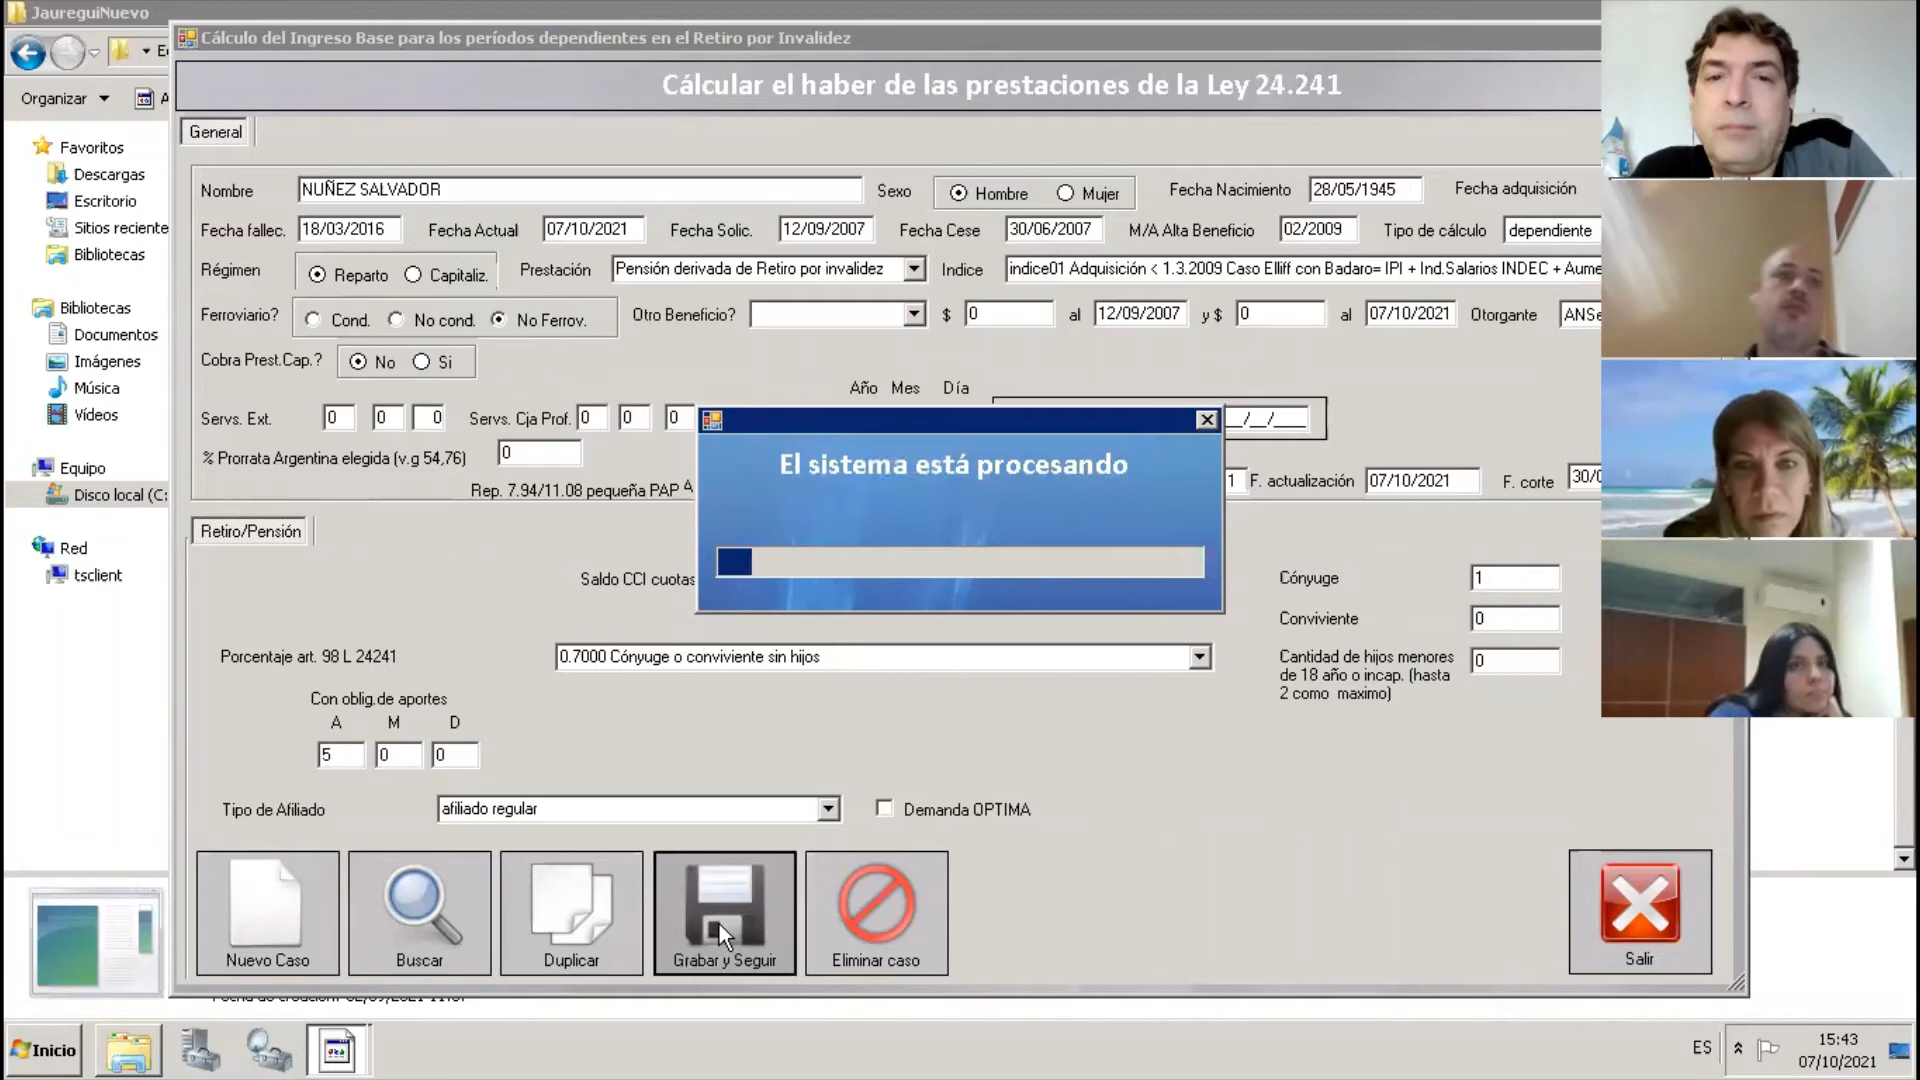 JaureguiNuevo
Cálculo del Ingreso Base para los períodos dependientes en el Retiro por Invalidez
Organizar
Cálcular el haber de las prestaciones de la Ley 24.241
General
Favoritos
Descargas
Escritorio
Sitios reciente
Bibliotecas
Bibliotecas
Documentos
Imágenes
Música
Vídeos
Equipo
Disco local (C:
Red
tsclient
Nombre NUÑEZ SALVADOR Sexo Hombre Mujer Fecha Nacimiento 28/05/1945 Fecha adquisición
Fecha fallec. 18/03/2016 Fecha Actual 07/10/2021 Fecha Solic. 12/09/2007 Fecha Cese 30/06/2007 M/A Alta Beneficio 02/2009 Tipo de cálculo dependiente
Régimen Reparto Capitaliz. Prestación Pensión derivada de Retiro por invalidez Indice indice01 Adquisición < 1.3.2009 Caso Elliff con Badaro= IPI + Ind.Salarios INDEC + Aume
Ferroviario? Cond. No cond. No Ferrov. Otro Beneficio? $ 0 al 12/09/2007 y $ 0 al 07/10/2021 Otorgante ANSe
Cobra Prest.Cap.? No Si
Año Mes Día
Servs. Ext. 0 0 0 Servs. Cja Prof. 0 0 0 __/__/____
% Prorrata Argentina elegida (v.g 54,76) 0
Rep. 7.94/11.08 pequeña PAP A 1 F. actualización 07/10/2021 F. corte 30/0
Retiro/Pensión
El sistema está procesando
Saldo CCI cuotas
Cónyuge 1
Conviviente 0
Porcentaje art. 98 L 24241 0.7000 Cónyuge o conviviente sin hijos
Cantidad de hijos menores de 18 año o incap. (hasta 2 como maximo) 0
Con oblig.de aportes
A M D
5 0 0
Tipo de Afiliado afiliado regular Demanda OPTIMA
Nuevo Caso Buscar Duplicar Grabar y Seguir Eliminar caso Salir
Inicio
ES
15:43
07/10/2021